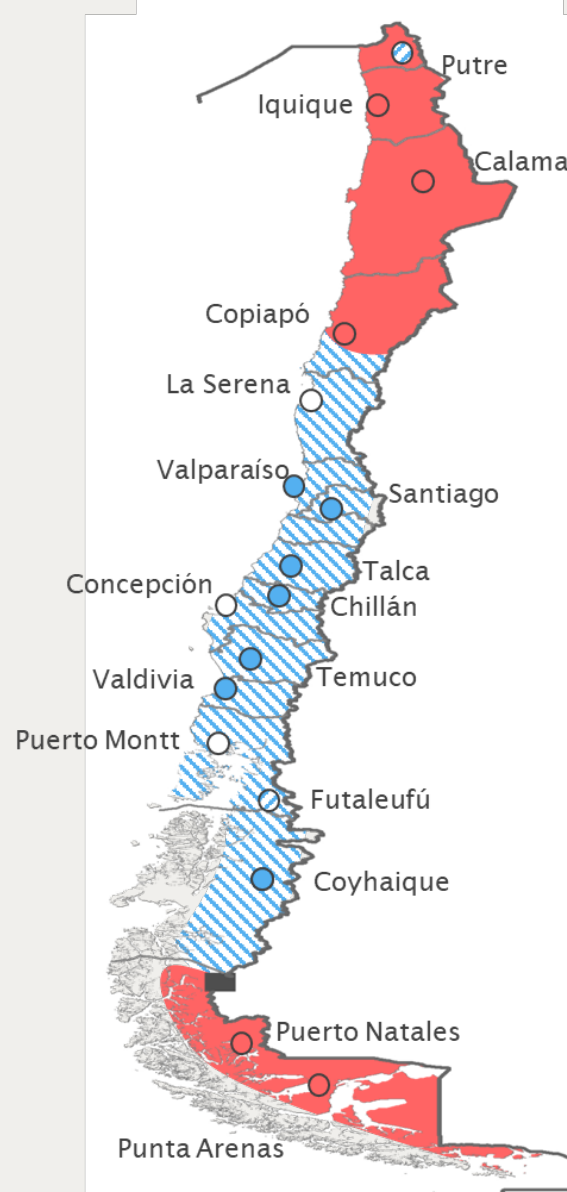 Putre
Iquique
Calama
Copiapó
La Serena
Valparaíso
Santiago
Talca
Concepción
Chillán
Temuco
Valdivia
Puerto Montt
Futaleufú
Coyhaique
Puerto Natales
Punta Arenas